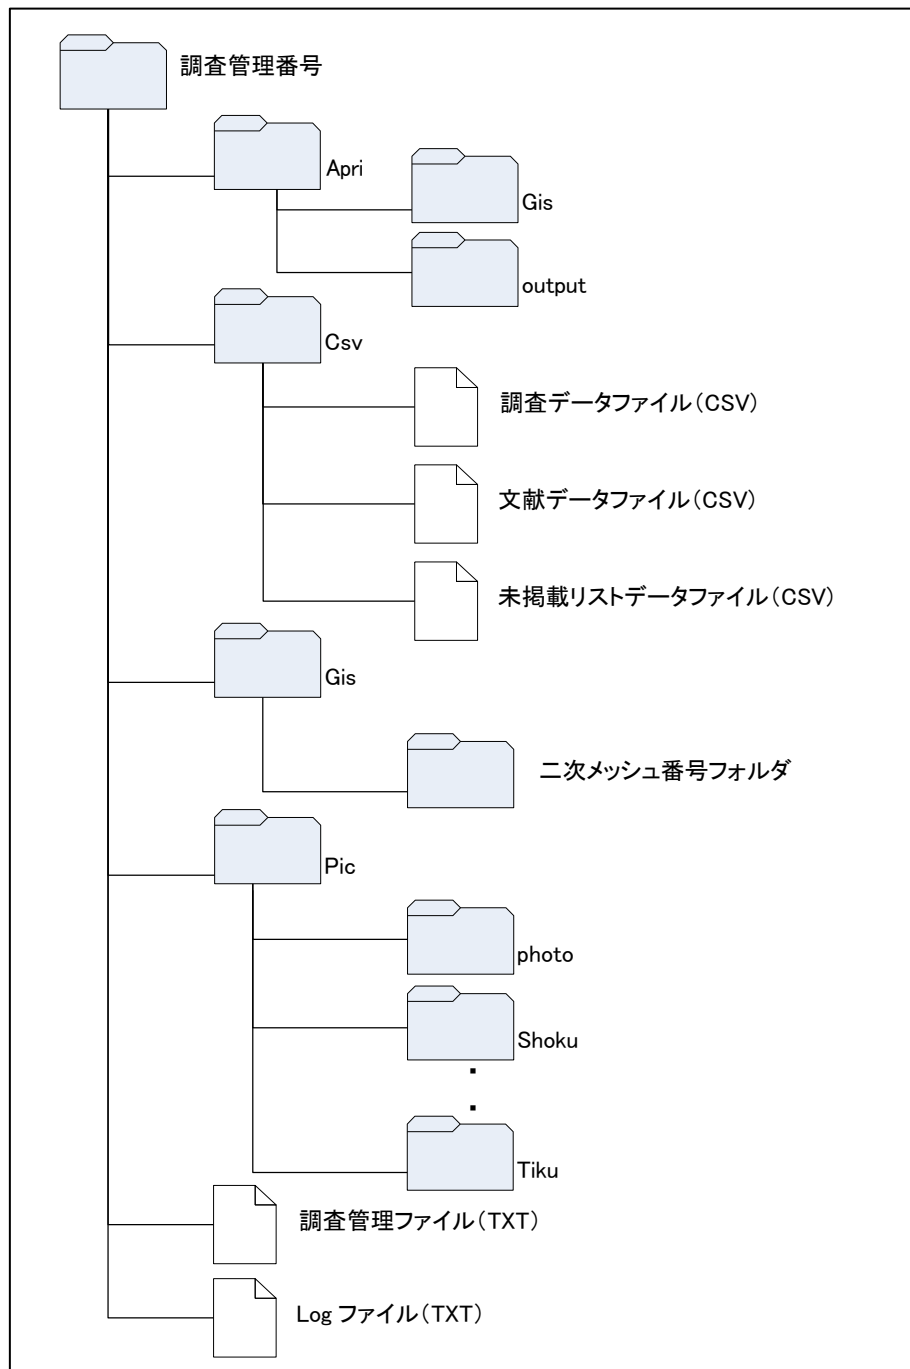 調査管理番号
Apri
Gis
output
Csv
調査データファイル（CSV）
文献データファイル（CSV）
未掲載リストデータファイル（CSV）
Gis
二次メッシュ番号フォルダ
Pic
photo
Shoku
・
・
Tiku
調査管理ファイル（TXT）
Log ファイル（TXT）